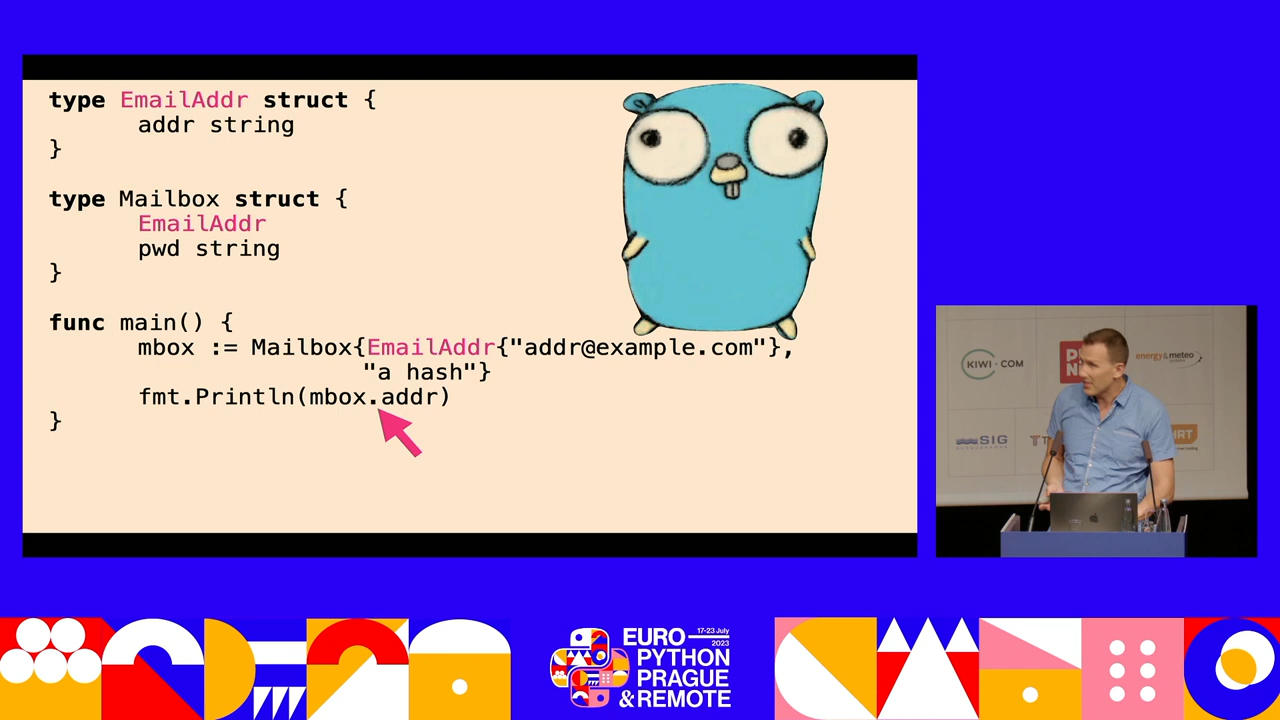 type EmailAddr struct {
addr string
}
type Mailbox struct {
EmailAddr
pwd string
}
func main() {
mbox := Mailbox{EmailAddr{"addr@example.com"},
"a hash"}
fmt.Println(mbox.addr)
}
KIWI.COM
energy & meteo
SIG
EURO
17-23 July
2023
PYTHON
PRAGUE
& REMOTE